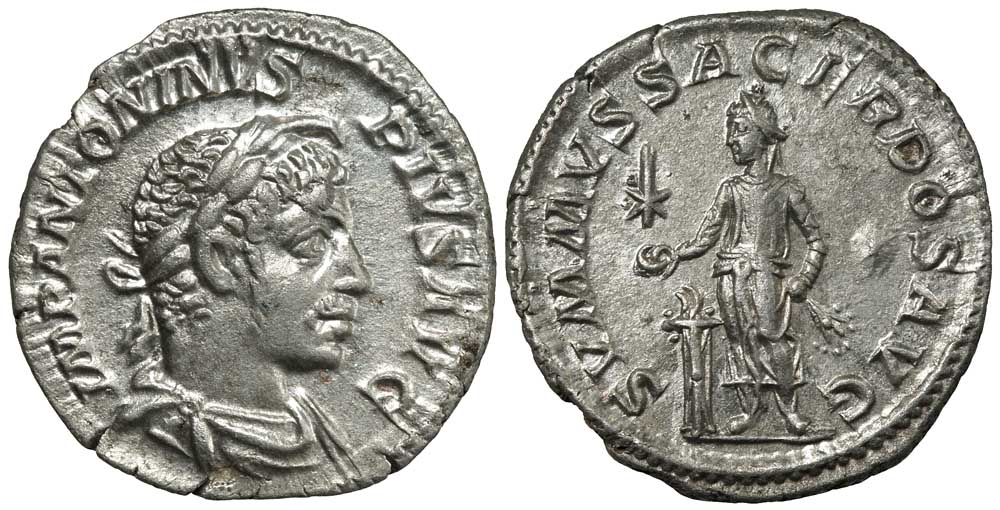 IMP ANTONINVS PIVS AVG
SVMMVS SACERDOS AVG